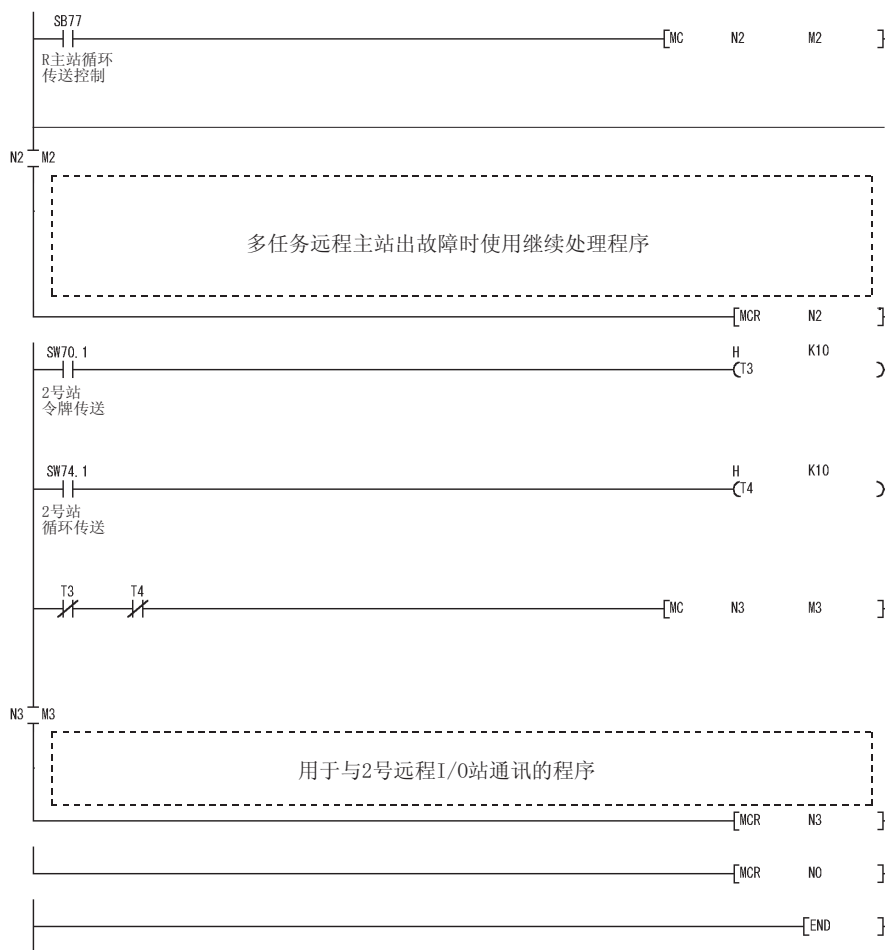 SB77
MC N2 M2
R主站循环
传送控制
N2 M2
多任务远程主站出故障时使用继续处理程序
MCR N2
SW70.1
H K10
T3
2号站
令牌传送
SW74.1
H K10
T4
2号站
循环传送
T3 T4
MC N3 M3
N3 M3
用于与2号远程I/O站通讯的程序
MCR N3
MCR N0
END